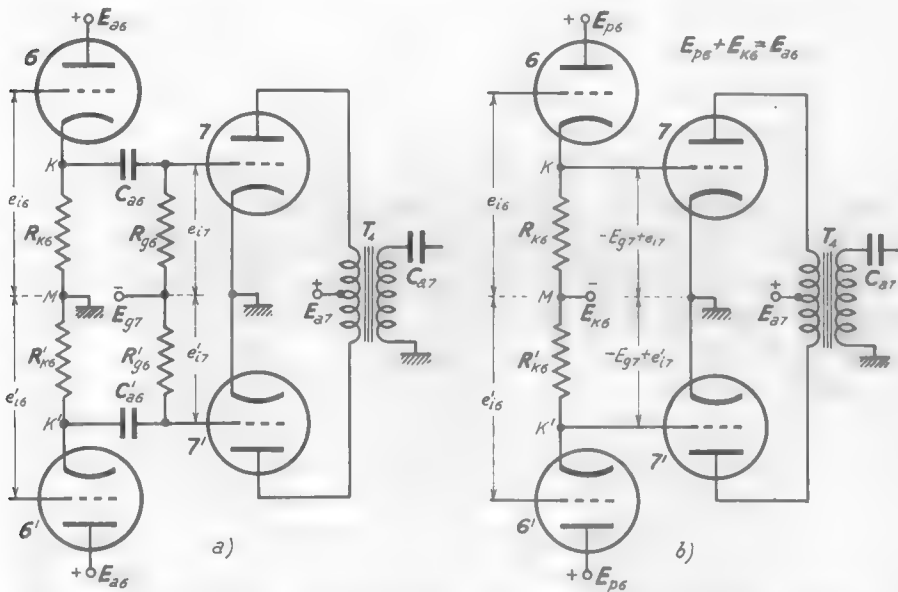 + E_a6
6
K
C_a6
R_g6
e_i6
e_i7
R_k6
M
−
E_g7
R'_k6
R'_g6
e'_i7
e'_i6
C'_a6
K'
6'
+ E_a6
7
T_4
C_a7
+
E_a7
7'
a)
+ E_p6
E_p6 + E_k6 = E_a6
6
K
e_i6
R_k6
−E_g7+e_i7
M
−
E_k6
R'_k6
−E_g7+e'_i7
e'_i6
K'
6'
+ E_p6
7
T_4
C_a7
+
E_a7
7'
b)